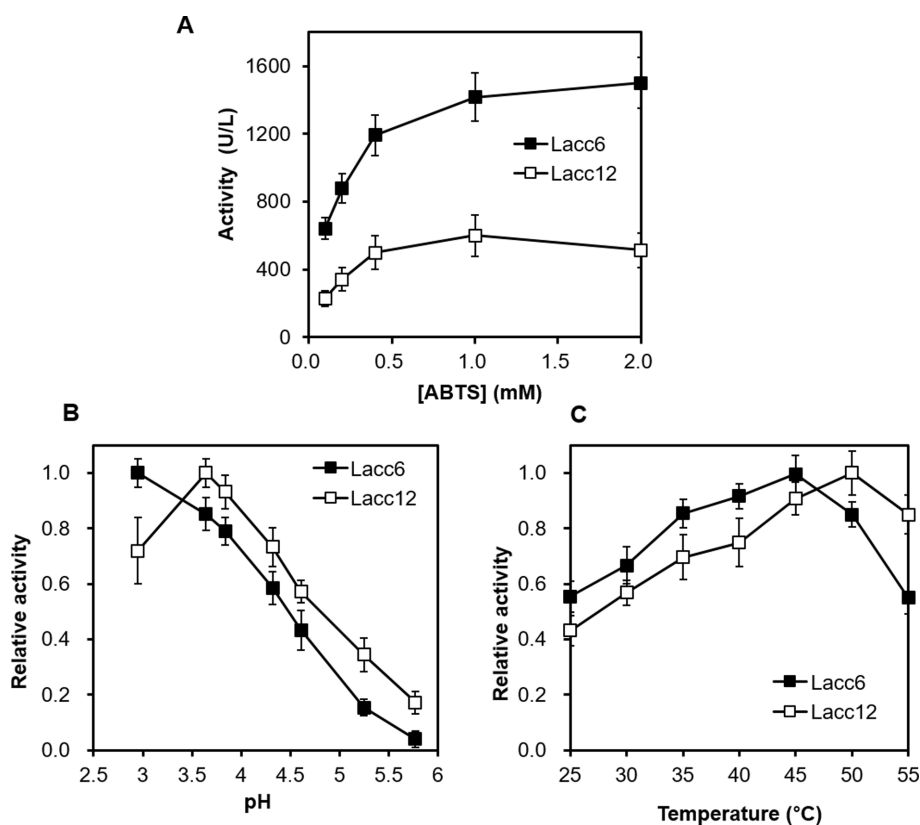 A
Activity (U/L)
1600
1200
800
400
0
Lacc6
Lacc12
0.0 0.5 1.0 1.5 2.0
[ABTS] (mM)
B
Relative activity
1.0
0.8
0.6
0.4
0.2
0.0
Lacc6
Lacc12
2.5 3 3.5 4 4.5 5 5.5 6
pH
C
Relative activity
1.0
0.8
0.6
0.4
0.2
0.0
Lacc6
Lacc12
25 30 35 40 45 50 55
Temperature (°C)